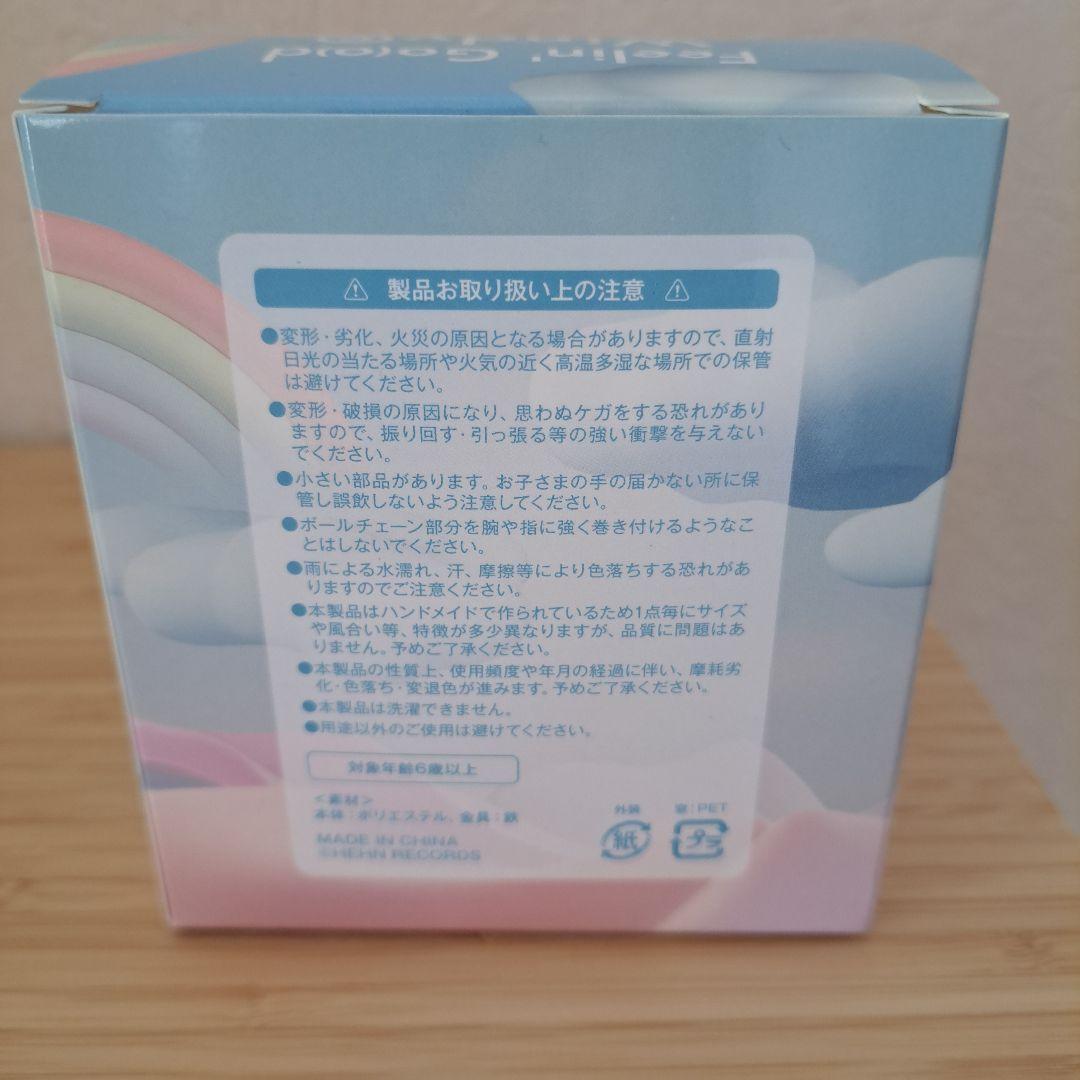 Feelin' Go(o)d
製品お取り扱い上の注意
●変形・劣化、火災の原因となる場合がありますので、直射
日光の当たる場所や火気の近く高温多湿な場所での保管
は避けてください。
●変形・破損の原因になり、思わぬケガをする恐れがあり
ますので、振り回す・引っ張る等の強い衝撃を与えない
でください。
●小さい部品があります。お子さまの手の届かない所に保
管し誤飲しないよう注意してください。
●ボールチェーン部分を腕や指に強く巻き付けるようなこ
とはしないでください。
●雨による水濡れ、汗、摩擦等により色落ちする恐れがあ
りますのでご注意ください。
●本製品はハンドメイドで作られているため1点毎にサイズ
や風合い等、特徴が多少異なりますが、品質に問題はあ
りません。予めご了承ください。
●本製品の性質上、使用頻度や年月の経過に伴い、摩耗劣
化・色落ち・変退色が進みます。予めご了承ください。
●本製品は洗濯できません。
●用途以外のご使用は避けてください。
対象年齢6歳以上
<素材>
本体:ポリエステル、金具:鉄
MADE IN CHINA
©HEHN RECORDS
外装 窓:PET
紙 プラ